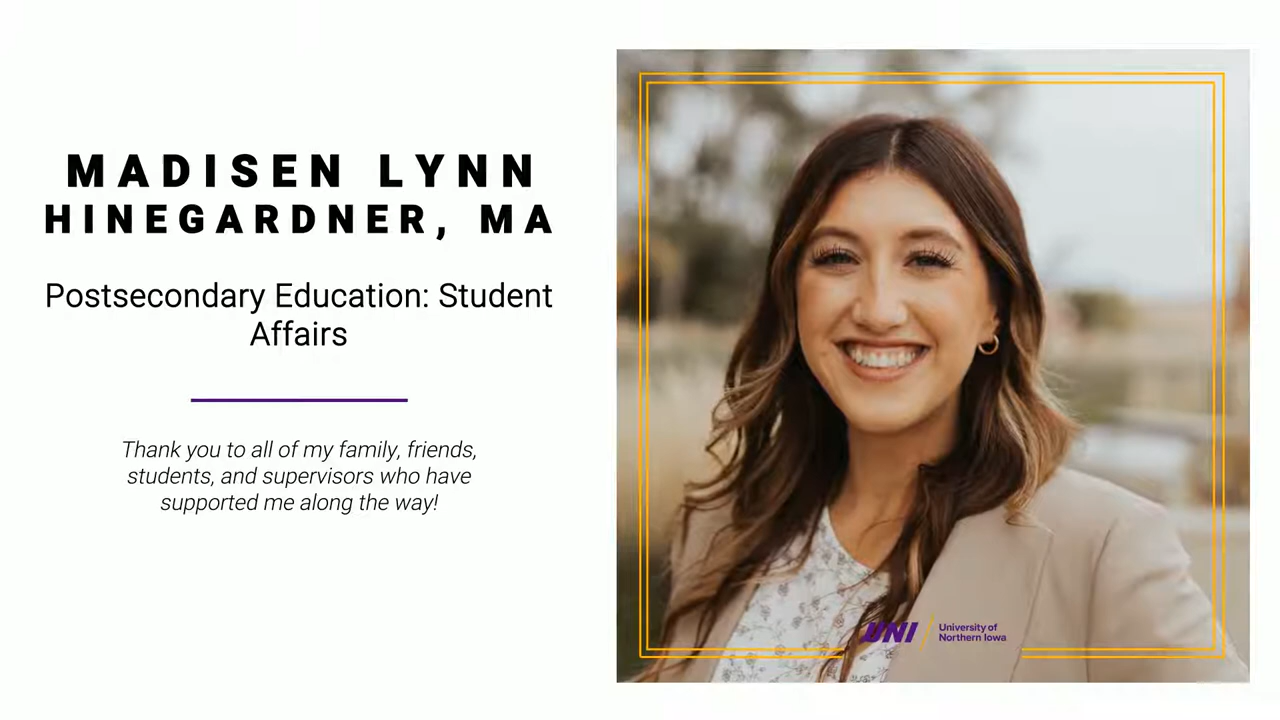 MADISEN LYNN
HINEGARDNER, MA
Postsecondary Education: Student
Affairs
Thank you to all of my family, friends,
students, and supervisors who have
supported me along the way!
UNI
University of
Northern Iowa